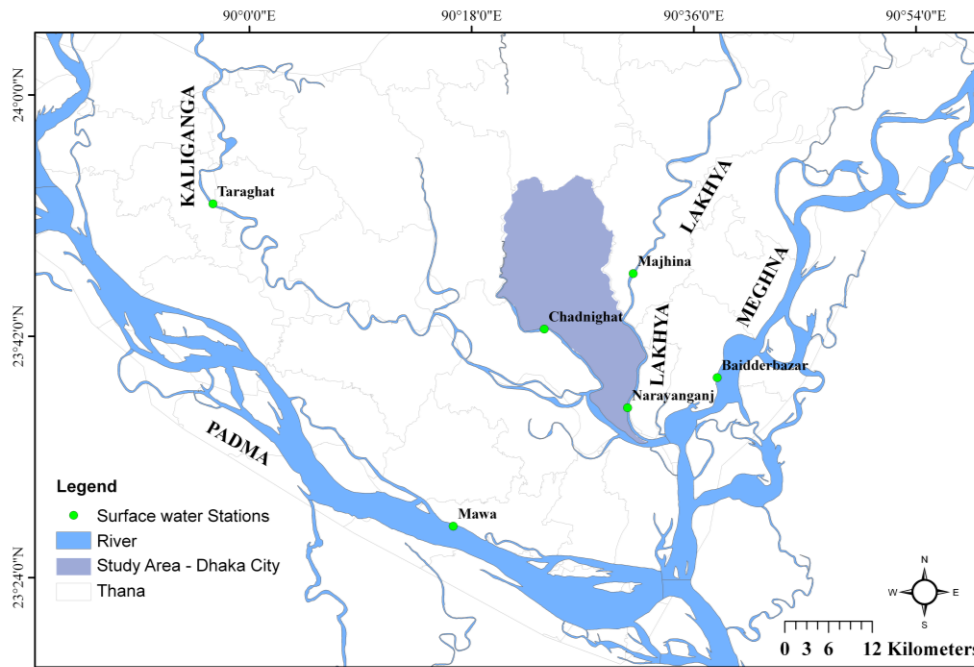 90°0'0"E 90°18'0"E 90°36'0"E 90°54'0"E
24°0'0"N
23°42'0"N
23°24'0"N
KALIGANGA
Taraghat
LAKHYA
Majhina
MEGHNA
Chadnighat
LAKHYA
Baidderbazar
Narayanganj
PADMA
Mawa
Legend
Surface water Stations
River
Study Area - Dhaka City
Thana
N
W E
S
0 3 6 12 Kilometers